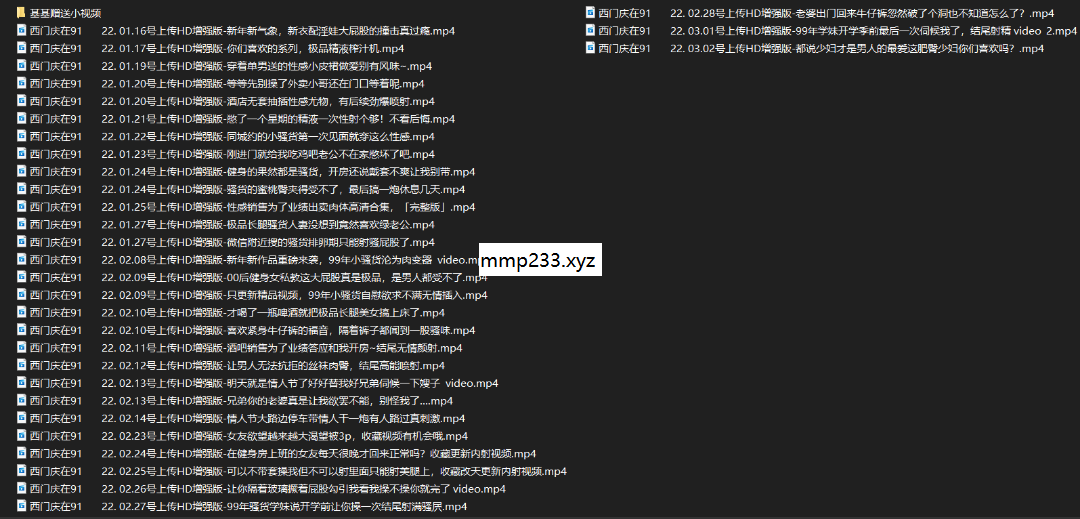 基基赠送小视频
西门庆在91 22. 01.16号上传HD增强版-新年新气象，新衣配淫娃大屁股的撞击真过瘾.mp4
西门庆在91 22. 01.17号上传HD增强版-你们喜欢的系列，极品精液榨汁机.mp4
西门庆在91 22. 01.19号上传HD增强版-穿着单男送的性感小皮裙做爱别有风味~.mp4
西门庆在91 22. 01.20号上传HD增强版-等等先别操了外卖小哥还在门口等着呢.mp4
西门庆在91 22. 01.20号上传HD增强版-酒店无套抽插性感尤物，有后续劲爆喷射.mp4
西门庆在91 22. 01.21号上传HD增强版-憋了一个星期的精液一次性射个够！不看后悔.mp4
西门庆在91 22. 01.22号上传HD增强版-同城约的小骚货第一次见面就穿这么性感.mp4
西门庆在91 22. 01.23号上传HD增强版-刚进门就给我吃鸡吧老公不在家憋坏了吧.mp4
西门庆在91 22. 01.24号上传HD增强版-健身的果然都是骚货，开房还说戴套不爽让我别带.mp4
西门庆在91 22. 01.24号上传HD增强版-骚货的蜜桃臀夹得受不了，最后搞一炮休息几天.mp4
西门庆在91 22. 01.25号上传HD增强版-性感销售为了业绩出卖肉体高清合集，「完整版」.mp4
西门庆在91 22. 01.27号上传HD增强版-极品长腿骚货人妻没想到竟然喜欢绿老公.mp4
西门庆在91 22. 01.27号上传HD增强版-微信附近搜的骚货排卵期只能射骚屁股了.mp4
西门庆在91 22. 02.08号上传HD增强版-新年新作品重磅来袭，99年小骚货沦为肉变器 video.mp
mmp233.xyz
西门庆在91 22. 02.09号上传HD增强版-00后健身女私教这大屁股真是极品，是男人都受不了.mp4
西门庆在91 22. 02.09号上传HD增强版-只更新精品视频，99年小骚货自慰欲求不满无情插入.mp4
西门庆在91 22. 02.10号上传HD增强版-才喝了一瓶啤酒就把极品长腿美女搞上床了.mp4
西门庆在91 22. 02.10号上传HD增强版-喜欢紧身牛仔裤的福音，隔着裤子都闻到一股骚味.mp4
西门庆在91 22. 02.11号上传HD增强版-酒吧销售为了业绩答应和我开房~结尾无情颜射.mp4
西门庆在91 22. 02.12号上传HD增强版-让男人无法抗拒的丝袜肉臀，结尾高能喷射.mp4
西门庆在91 22. 02.13号上传HD增强版-明天就是情人节了好好替我好兄弟伺候一下嫂子 video.mp4
西门庆在91 22. 02.13号上传HD增强版-兄弟你的老婆真是让我欲罢不能，别怪我了....mp4
西门庆在91 22. 02.14号上传HD增强版-情人节大路边停车带情人干一炮有人路过真刺激.mp4
西门庆在91 22. 02.23号上传HD增强版-女友欲望越来越大渴望被3p，收藏视频有机会哦.mp4
西门庆在91 22. 02.24号上传HD增强版-在健身房上班的女友每天很晚才回来正常吗？收藏更新内射视频.mp4
西门庆在91 22. 02.25号上传HD增强版-可以不带套操我但不可以射里面只能射美腿上，收藏改天更新内射视频.mp4
西门庆在91 22. 02.26号上传HD增强版-让你隔着玻璃撅着屁股勾引我看我操不操你就完了 video.mp4
西门庆在91 22. 02.27号上传HD增强版-99年骚货学妹说开学前让你操一次结尾射满骚屄.mp4
西门庆在91 22. 02.28号上传HD增强版-老婆出门回来牛仔裤忽然破了个洞也不知道怎么了？.mp4
西门庆在91 22. 03.01号上传HD增强版-99年学妹开学季前最后一次伺候我了，结尾射精 video 2.mp4
西门庆在91 22. 03.02号上传HD增强版-都说少妇才是男人的最爱这肥臀少妇你们喜欢吗？.mp4